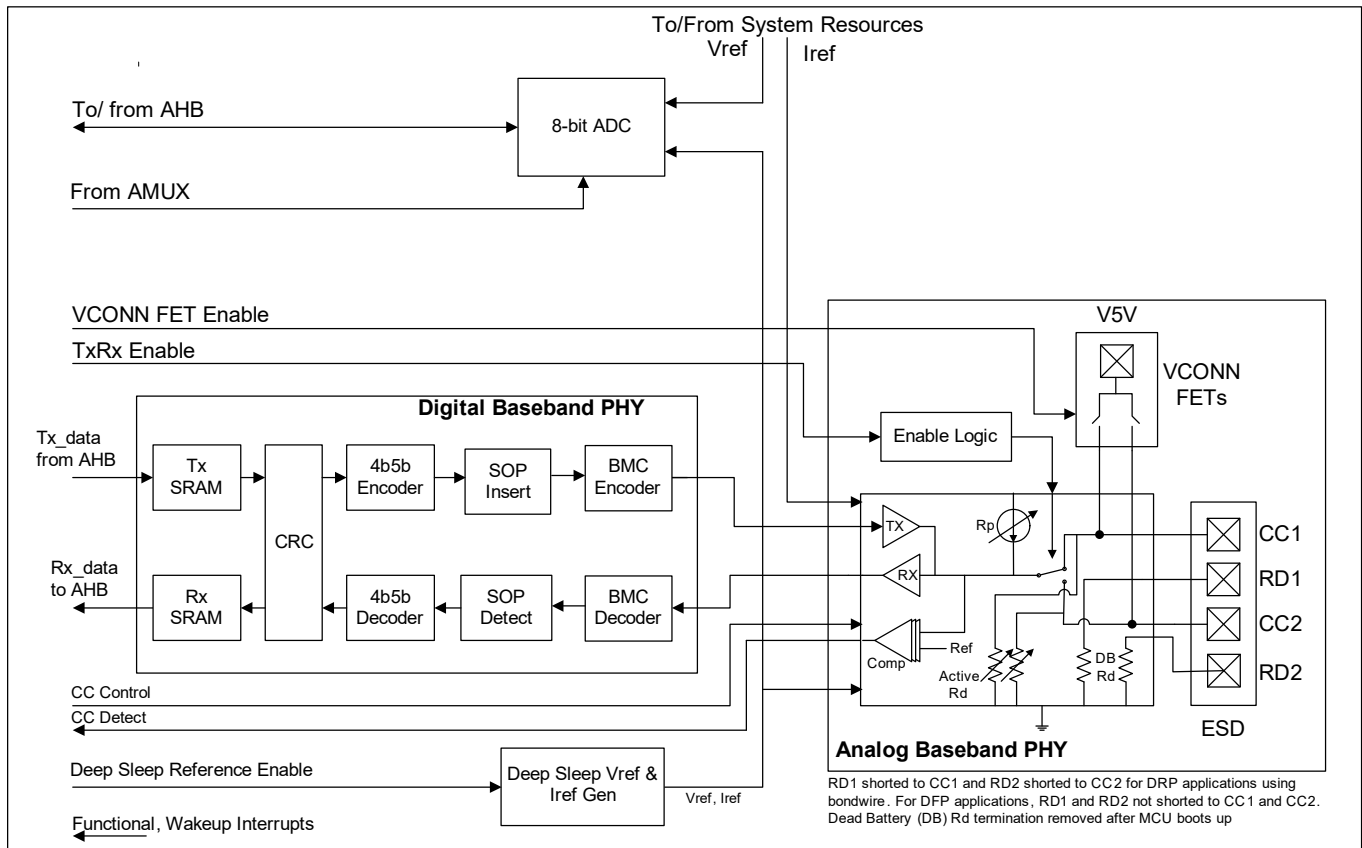 To/From System Resources
Vref
Iref
To/ from AHB
8-bit ADC
From AMUX
VCONN FET Enable
V5V
TxRx Enable
VCONN
FETs
Digital Baseband PHY
Enable Logic
Tx_data
from AHB
Tx
SRAM
4b5b
Encoder
SOP
Insert
BMC
Encoder
CRC
TX
Rp
CC1
Rx_data
to AHB
Rx
SRAM
4b5b
Decoder
SOP
Detect
BMC
Decoder
RX
RD1
CC2
Ref
Comp
Active
Rd
DB
Rd
RD2
CC Control
CC Detect
ESD
Analog Baseband PHY
Deep Sleep Reference Enable
Deep Sleep Vref &
Iref Gen
Vref, Iref
RD1 shorted to CC1 and RD2 shorted to CC2 for DRP applications using
bondwire. For DFP applications, RD1 and RD2 not shorted to CC1 and CC2.
Dead Battery (DB) Rd termination removed after MCU boots up
Functional, Wakeup Interrupts